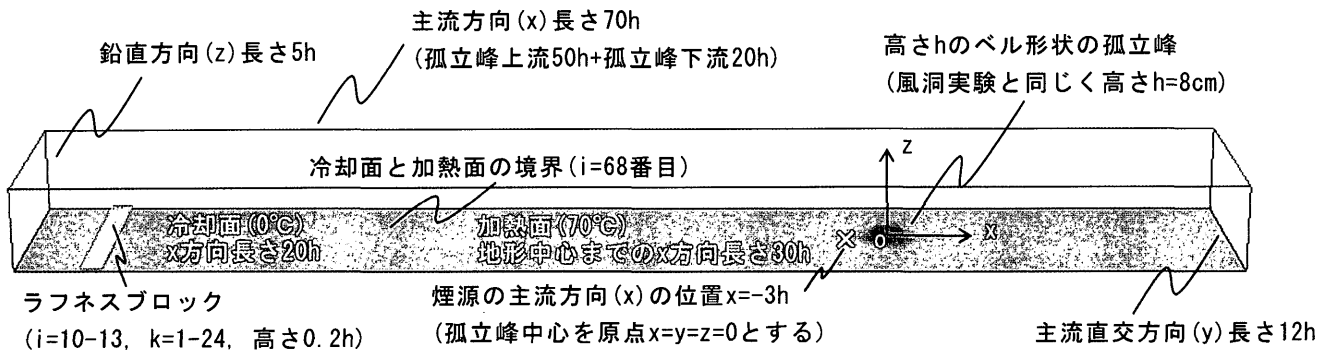 主流方向(x)長さ70h
(孤立峰上流50h+孤立峰下流20h)
鉛直方向(z)長さ5h
高さhのベル形状の孤立峰
(風洞実験と同じく高さh=8cm)
冷却面と加熱面の境界(i=68番目)
z
冷却面(0℃)
x方向長さ20h
加熱面(70℃)
地形中心までのx方向長さ30h
0
x
ラフネスブロック
(i=10-13, k=1-24, 高さ0.2h)
煙源の主流方向(x)の位置x=-3h
(孤立峰中心を原点x=y=z=0とする)
主流直交方向(y)長さ12h